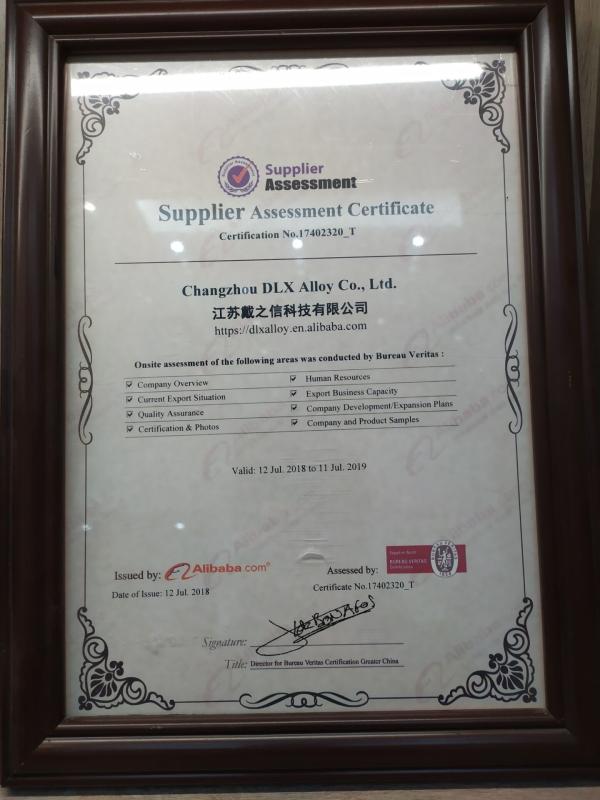 Supplier
Assessment
Supplier Assessment Certificate
Certification No.17402320_T
Changzhou DLX Alloy Co., Ltd.
江苏戴之信科技有限公司
https://dlxalloy.en.alibaba.com
Onsite assessment of the following areas was conducted by Bureau Veritas :
Company Overview
Human Resources
Current Export Situation
Export Business Capacity
Quality Assurance
Company Development/Expansion Plans
Certification & Photos
Company and Product Samples
Valid: 12 Jul. 2018 to 11 Jul. 2019
Issued by: Alibaba.com®
Assessed by:
BUREAU VERITAS
Certification
Date of Issue: 12 Jul. 2018
Certificate No.17402320_T
Signature:
Title: Director for Bureau Veritas Certification Greater China